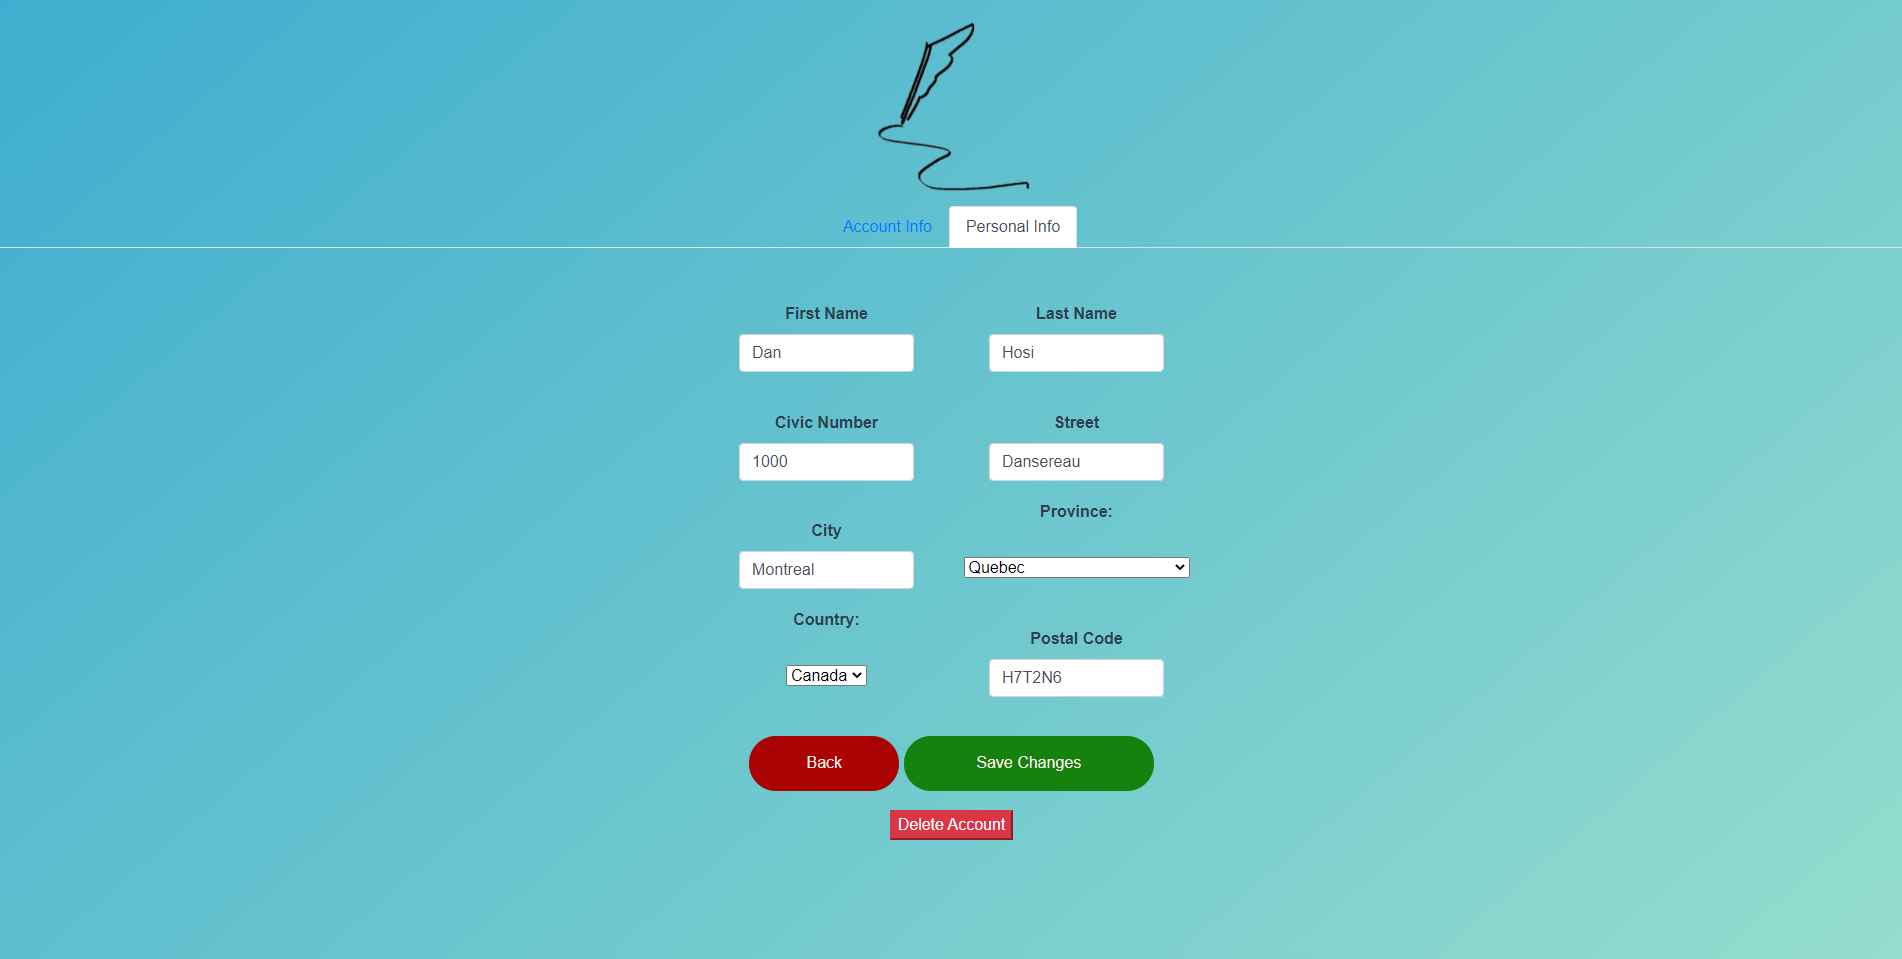 Account Info Personal Info
First Name Last Name
Dan Hosi
Civic Number Street
1000 Dansereau
Province:
City
Montreal
Quebec
Country:
Postal Code
Canada H7T2N6
Back Save Changes
Delete Account